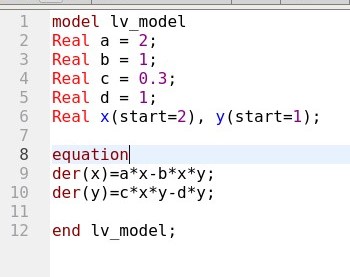 1 model lv_model
2 Real a = 2;
3 Real b = 1;
4 Real c = 0.3;
5 Real d = 1;
6 Real x(start=2), y(start=1);
7
8 equation
9 der(x)=a*x-b*x*y;
10 der(y)=c*x*y-d*y;
11
12 end lv_model;